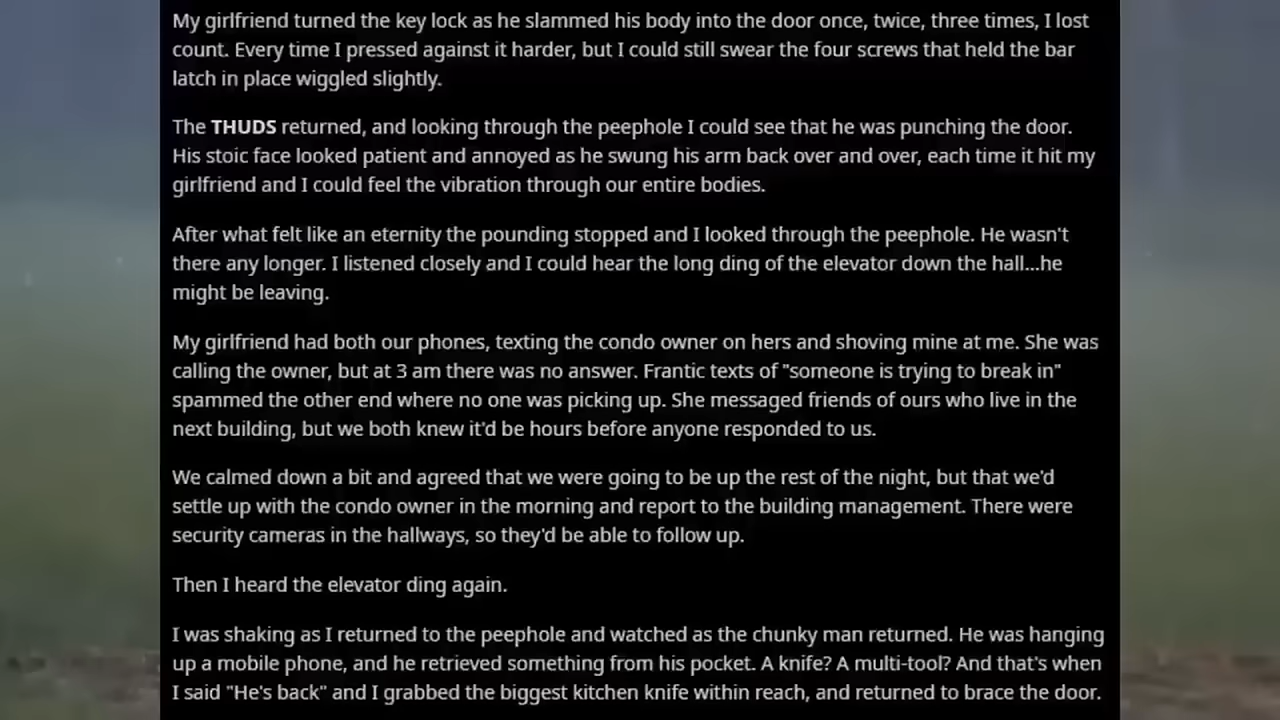 My girlfriend turned the key lock as he slammed his body into the door once, twice, three times, I lost
count. Every time I pressed against it harder, but I could still swear the four screws that held the bar
latch in place wiggled slightly.
The THUDS returned, and looking through the peephole I could see that he was punching the door.
His stoic face looked patient and annoyed as he swung his arm back over and over, each time it hit my
girlfriend and I could feel the vibration through our entire bodies.
After what felt like an eternity the pounding stopped and I looked through the peephole. He wasn't
there any longer. I listened closely and I could hear the long ding of the elevator down the hall...he
might be leaving.
My girlfriend had both our phones, texting the condo owner on hers and shoving mine at me. She was
calling the owner, but at 3 am there was no answer. Frantic texts of "someone is trying to break in"
spammed the other end where no one was picking up. She messaged friends of ours who live in the
next building, but we both knew it'd be hours before anyone responded to us.
We calmed down a bit and agreed that we were going to be up the rest of the night, but that we'd
settle up with the condo owner in the morning and report to the building management. There were
security cameras in the hallways, so they'd be able to follow up.
Then I heard the elevator ding again.
I was shaking as I returned to the peephole and watched as the chunky man returned. He was hanging
up a mobile phone, and he retrieved something from his pocket. A knife? A multi-tool? And that's when
I said "He's back" and I grabbed the biggest kitchen knife within reach, and returned to brace the door.